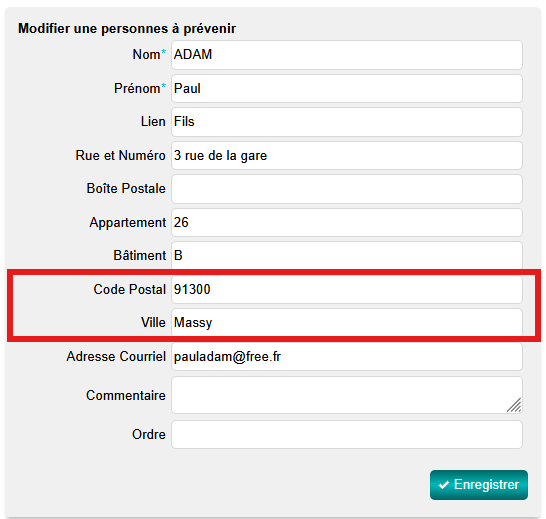 Modifier une personnes à prévenir
Nom* ADAM
Prénom* Paul
Lien Fils
Rue et Numéro 3 rue de la gare
Boîte Postale
Appartement 26
Bâtiment B
Code Postal 91300
Ville Massy
Adresse Courriel pauladam@free.fr
Commentaire
Ordre
Enregistrer